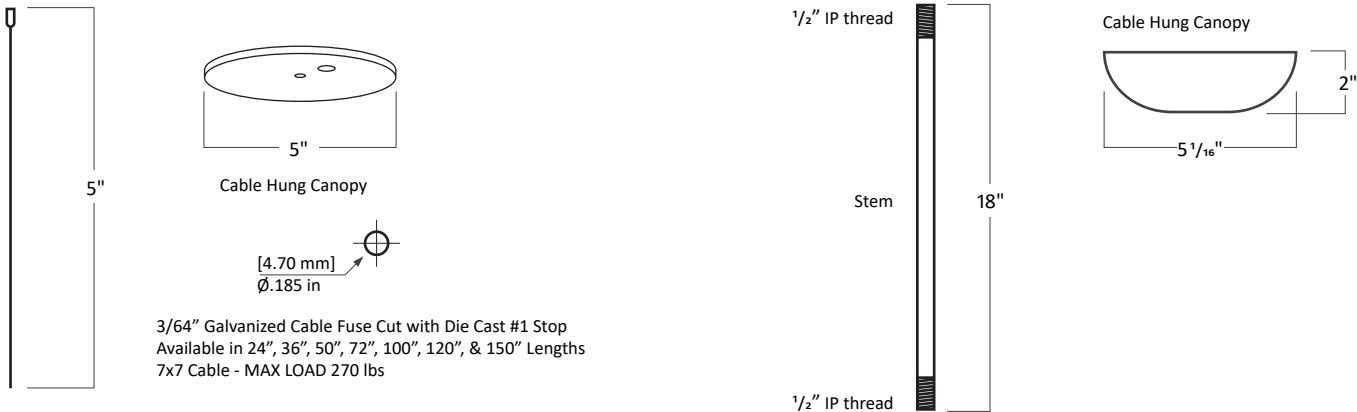 5"
5"
Cable Hung Canopy
[4.70 mm]
Ø.185 in
3/64” Galvanized Cable Fuse Cut with Die Cast #1 Stop
Available in 24”, 36”, 50”, 72”, 100”, 120”, & 150” Lengths
7x7 Cable - MAX LOAD 270 lbs
1/2” IP thread
Stem
18"
1/2” IP thread
Cable Hung Canopy
2"
5 1/16"